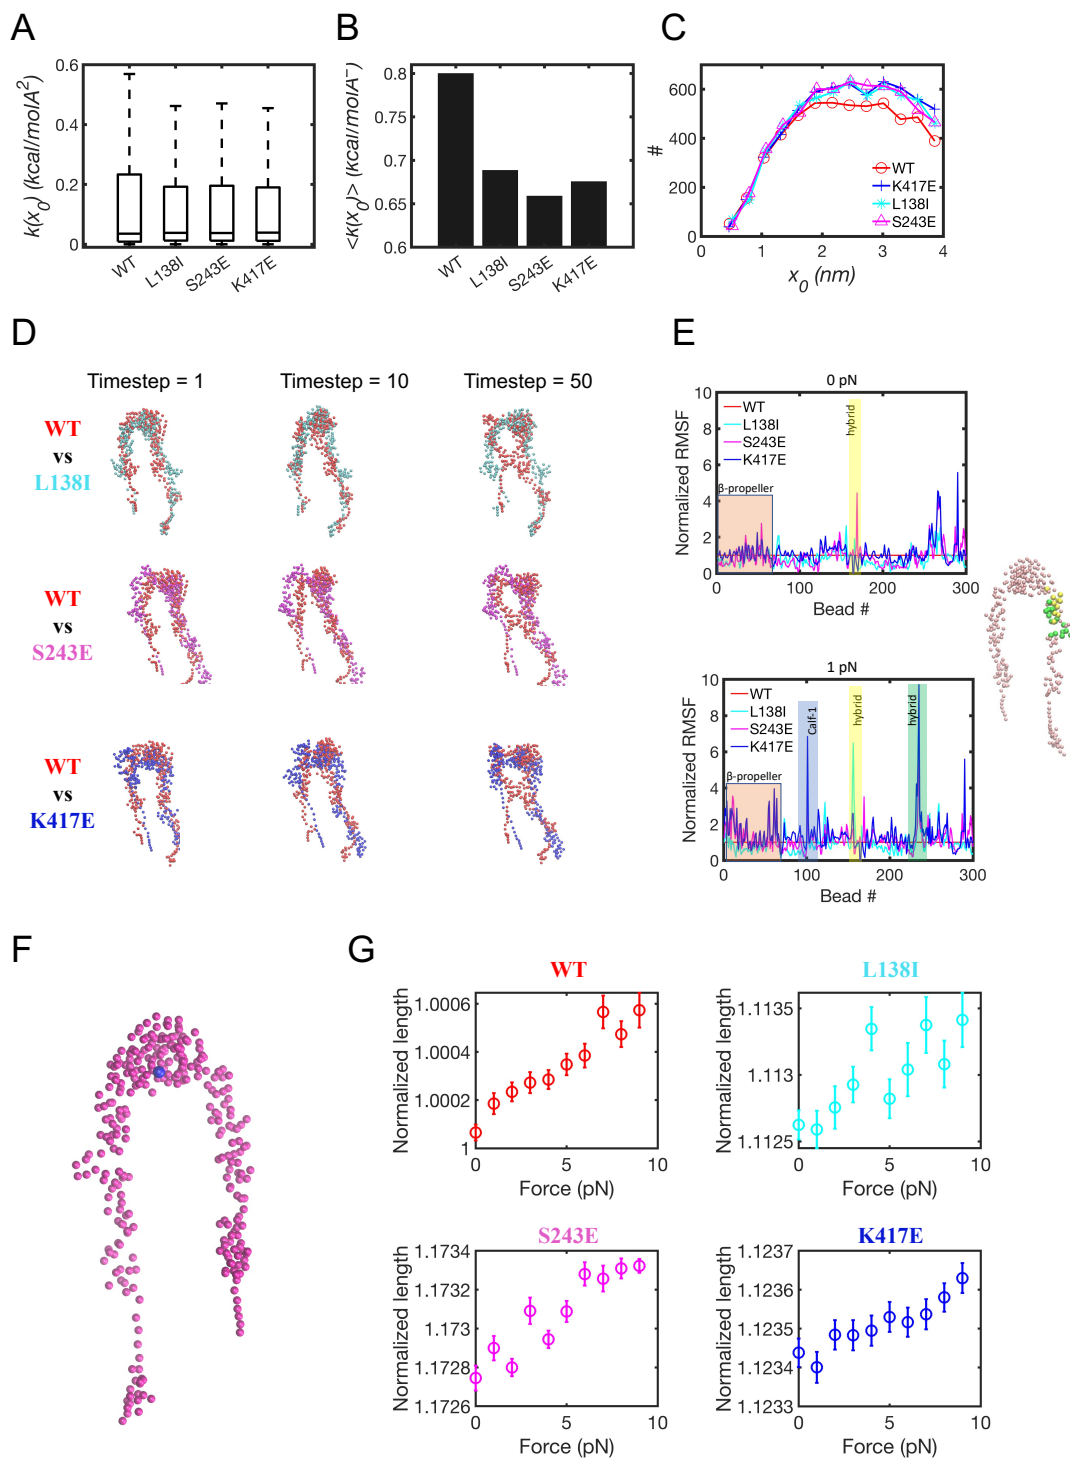 A
k(x0) (kcal/molA2)
0.6
0.4
0.2
0
WT
L138I
S243E
K417E
B
<k(x0)> (kcal/molA−)
0.8
0.7
0.65
0.6
WT
L138I
S243E
K417E
C
#
600
400
200
0
0
1
2
3
4
x0 (nm)
WT
K417E
L138I
S243E
D
Timestep = 1
Timestep = 10
Timestep = 50
WT
vs
L138I
WT
vs
S243E
WT
vs
K417E
E
0 pN
Normalized RMSF
10
8
6
4
2
0
WT
L138I
S243E
K417E
β-propeller
hybrid
100
200
300
Bead #
1 pN
Normalized RMSF
10
8
6
4
2
0
WT
L138I
S243E
K417E
β-propeller
Calf-1
hybrid
hybrid
0
100
200
300
Bead #
F
G
WT
Normalized length
1.0006
1.0004
1.0002
1
0
5
10
Force (pN)
L138I
Normalized length
1.1135
1.113
1.1125
0
5
10
Force (pN)
S243E
Normalized length
1.1734
1.1732
1.173
1.1728
1.1726
0
5
10
Force (pN)
K417E
Normalized length
1.1237
1.1236
1.1235
1.1234
1.1233
0
5
10
Force (pN)